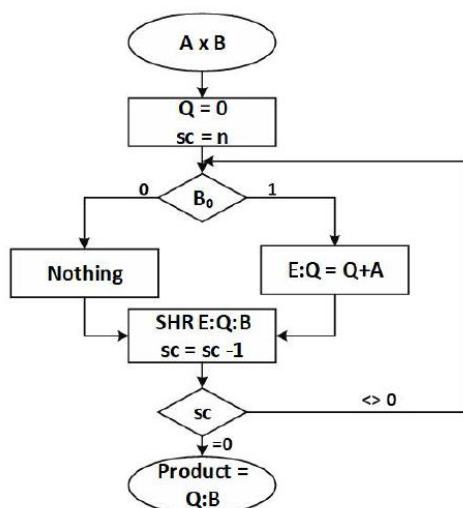 A x B
Q = 0
sc = n
0
B₀
1
Nothing
E:Q = Q+A
SHR E:Q:B
sc = sc -1
sc
<> 0
=0
Product =
Q:B